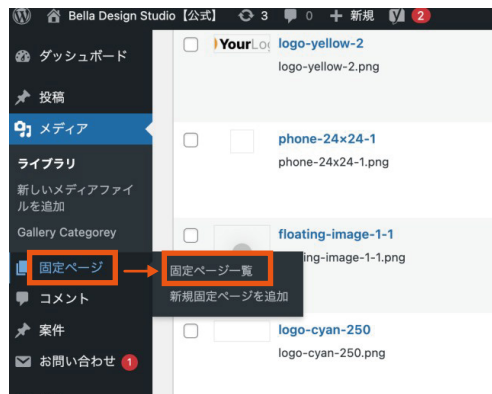 Bella Design Studio【公式】 3 0 + 新規 2
ダッシュボード
投稿
メディア
ライブラリ
新しいメディアファイ
ルを追加
Gallery Categorey
固定ページ
コメント
案件
お問い合わせ 1
固定ページ一覧
新規固定ページを追加
YourLog
logo-yellow-2
logo-yellow-2.png
phone-24×24-1
phone-24x24-1.png
floating-image-1-1
ing-image-1-1.png
logo-cyan-250
logo-cyan-250.png